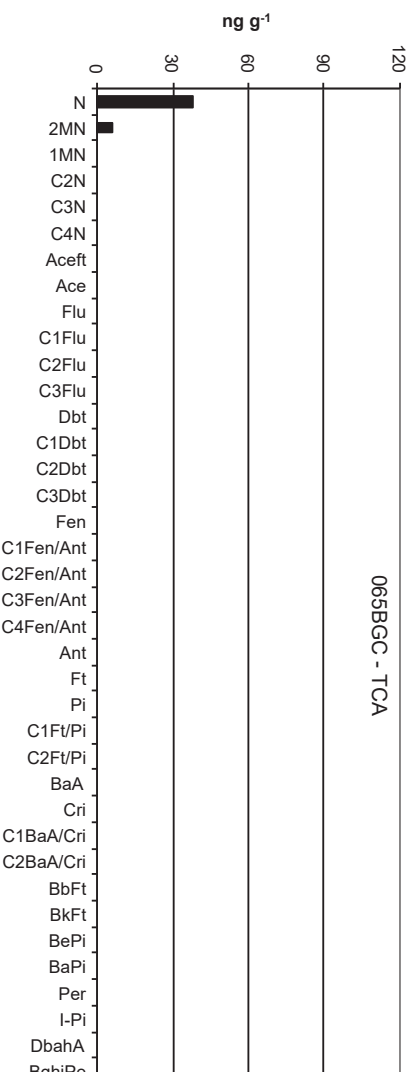 ng g-1
0 30 60 90 120
N
2MN
1MN
C2N
C3N
C4N
Aceft
Ace
Flu
C1Flu
C2Flu
C3Flu
Dbt
C1Dbt
C2Dbt
C3Dbt
Fen
C1Fen/Ant
C2Fen/Ant
C3Fen/Ant
C4Fen/Ant
Ant
Ft
Pi
C1Ft/Pi
C2Ft/Pi
BaA
Cri
C1BaA/Cri
C2BaA/Cri
BbFt
BkFt
BePi
BaPi
Per
I-Pi
DbahA
065BGC - TCA